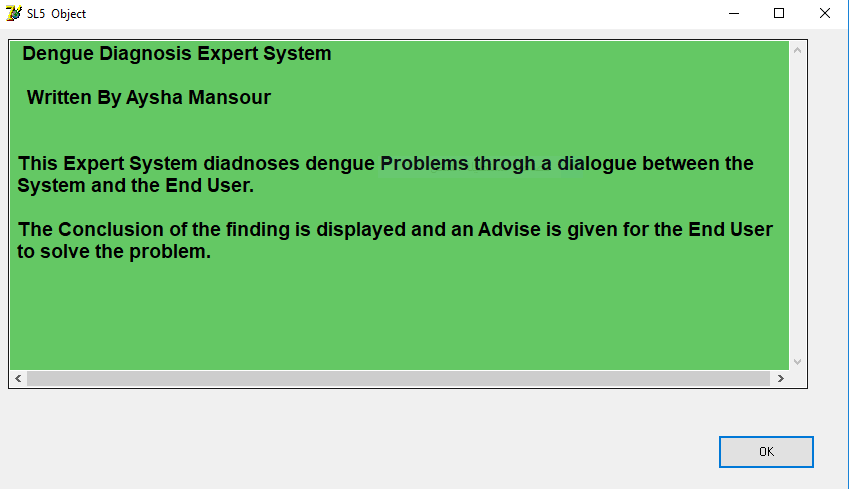 SL5 Object
Dengue Diagnosis Expert System
Written By Aysha Mansour
This Expert System diadnoses dengue Problems throgh a dialogue between the
System and the End User.
The Conclusion of the finding is displayed and an Advise is given for the End User
to solve the problem.
OK